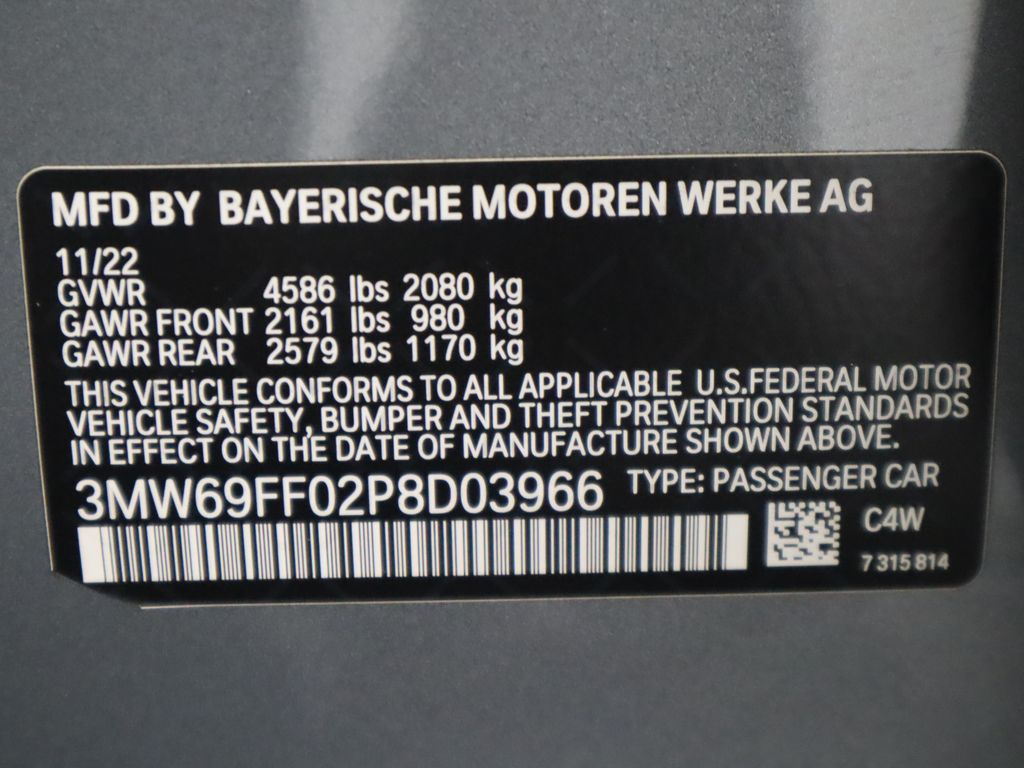 MFD BY BAYERISCHE MOTOREN WERKE AG
11/22
GVWR 4586 lbs 2080 kg
GAWR FRONT 2161 lbs 980 kg
GAWR REAR 2579 lbs 1170 kg
THIS VEHICLE CONFORMS TO ALL APPLICABLE U.S.FEDERAL MOTOR
VEHICLE SAFETY, BUMPER AND THEFT PREVENTION STANDARDS
IN EFFECT ON THE DATE OF MANUFACTURE SHOWN ABOVE.
3MW69FF02P8D03966 TYPE: PASSENGER CAR
C4W
7 315 814